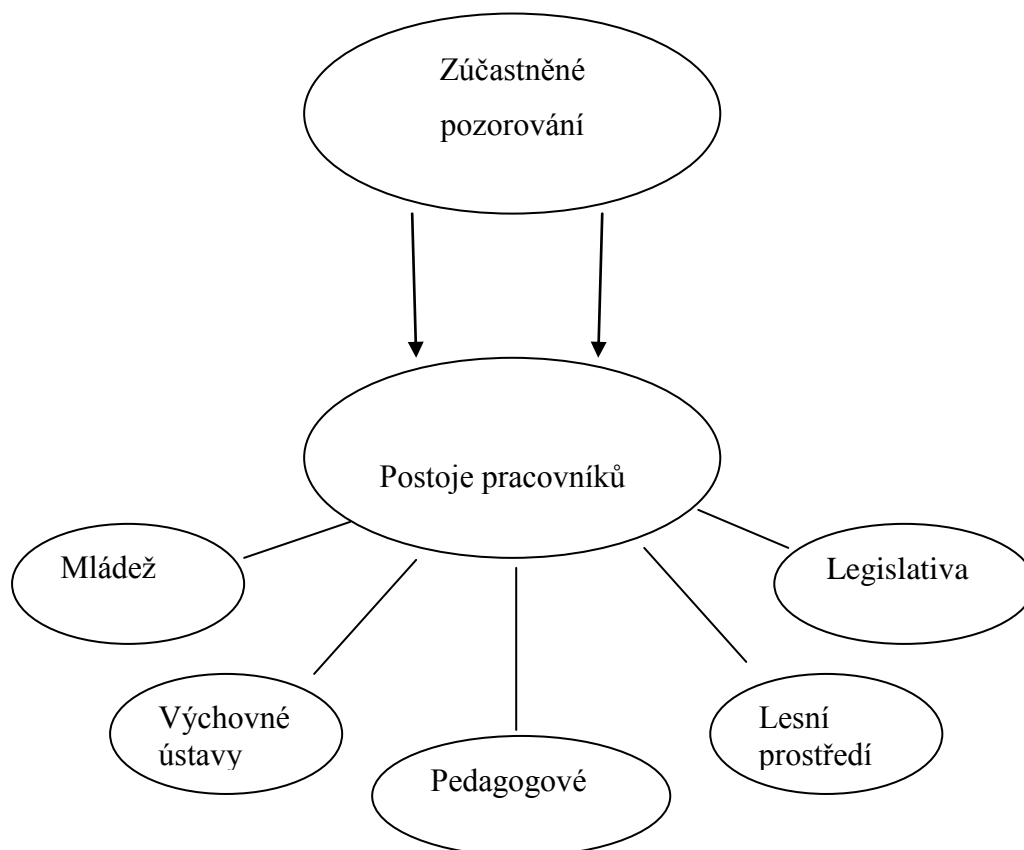 Zúčastněné
pozorování
Postoje pracovníků
Mládež
Legislativa
Výchovné
ústavy
Lesní
prostředí
Pedagogové